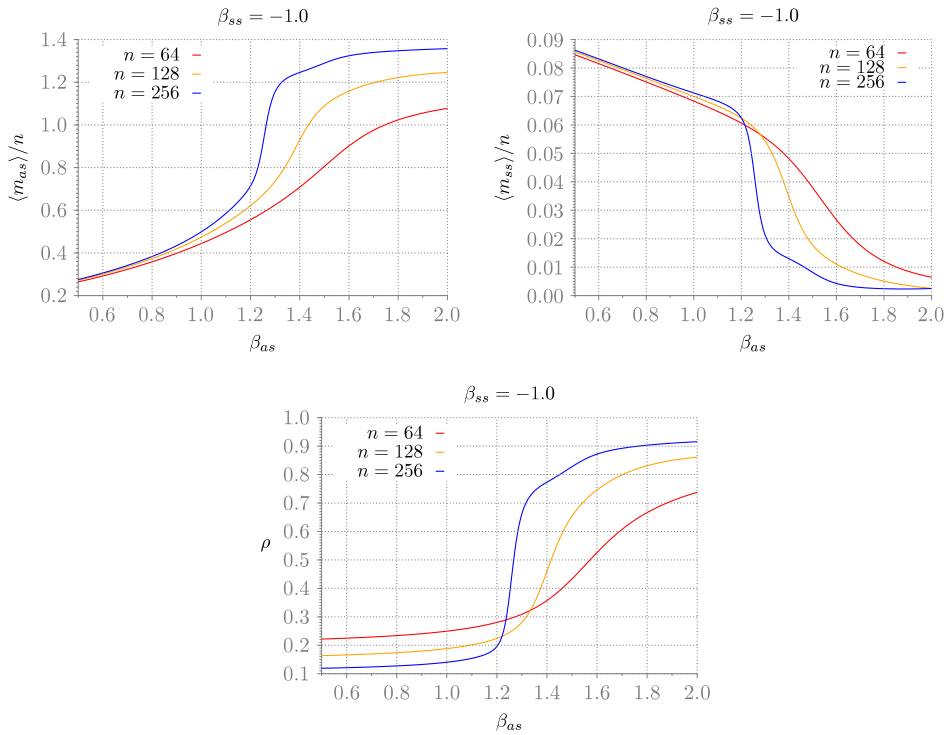 β_ss = −1.0
n = 64
n = 128
n = 256
⟨m_as⟩/n
1.4
1.2
1.0
0.8
0.6
0.4
0.2
0.6 0.8 1.0 1.2 1.4 1.6 1.8 2.0
β_as
β_ss = −1.0
n = 64
n = 128
n = 256
⟨m_ss⟩/n
0.09
0.08
0.07
0.06
0.05
0.04
0.03
0.02
0.01
0.00
0.6 0.8 1.0 1.2 1.4 1.6 1.8 2.0
β_as
β_ss = −1.0
n = 64
n = 128
n = 256
ρ
1.0
0.9
0.8
0.7
0.6
0.5
0.4
0.3
0.2
0.1
0.6 0.8 1.0 1.2 1.4 1.6 1.8 2.0
β_as